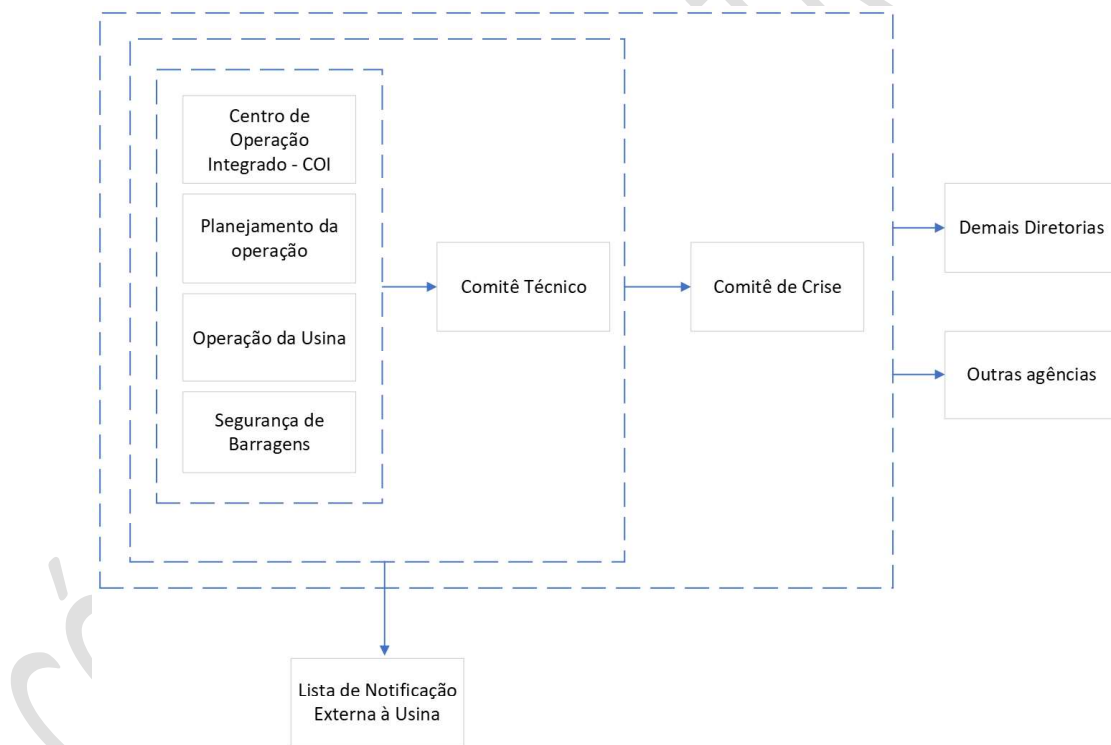 Centro de
Operação
Integrado - COI
Planejamento da
operação
Operação da Usina
Segurança de
Barragens
Comitê Técnico
Comitê de Crise
Demais Diretorias
Outras agências
Lista de Notificação
Externa à Usina